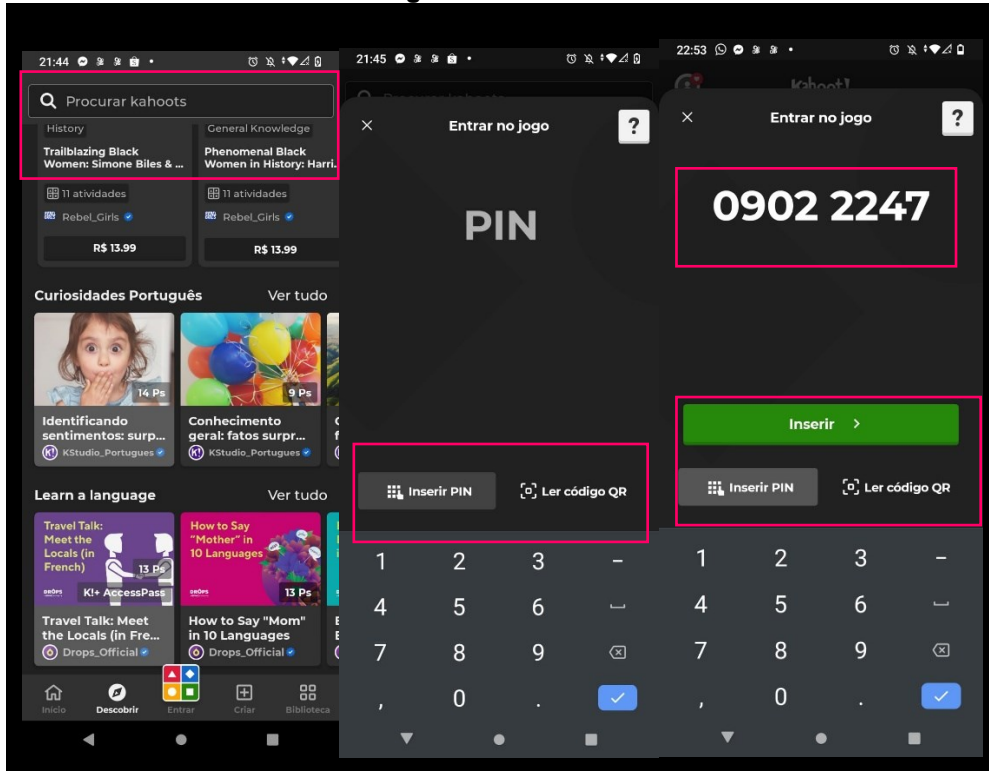 21:44
Procurar kahoots
History
General Knowledge
Trailblazing Black
Women: Simone Biles & ...
Phenomenal Black
Women in History: Harri.
11 atividades
11 atividades
Rebel_Girls
Rebel_Girls
R$ 13.99
R$ 13.99
Curiosidades Portuguès
Ver tudo
14 Ps
9 Ps
Identificando
sentimentos: surp...
KStudio_Portugues
Conhecimento
geral: fatos surpr...
KStudio_Portugues
Learn a language
Ver tudo
Travel Talk:
Meet the
Locals (in
French)
13 Ps
K!+ AccessPass
DROPS
How to Say
"Mother" in
10 Languages
13 Ps
DROPS
Travel Talk: Meet
the Locals (in Fre...
Drops_Official
How to Say "Mom"
in 10 Languages
Drops_Official
Início
Descobrir
Entrar
Criar
Biblioteca
21:45
Procurar kahoots
×
Entrar no jogo
?
PIN
Inserir PIN
Ler código QR
1 2 3 –
4 5 6
7 8 9
, 0 .
22:53
Kahoot!
×
Entrar no jogo
?
0902 2247
Inserir >
Inserir PIN
Ler código QR
1 2 3 –
4 5 6
7 8 9
, 0 .